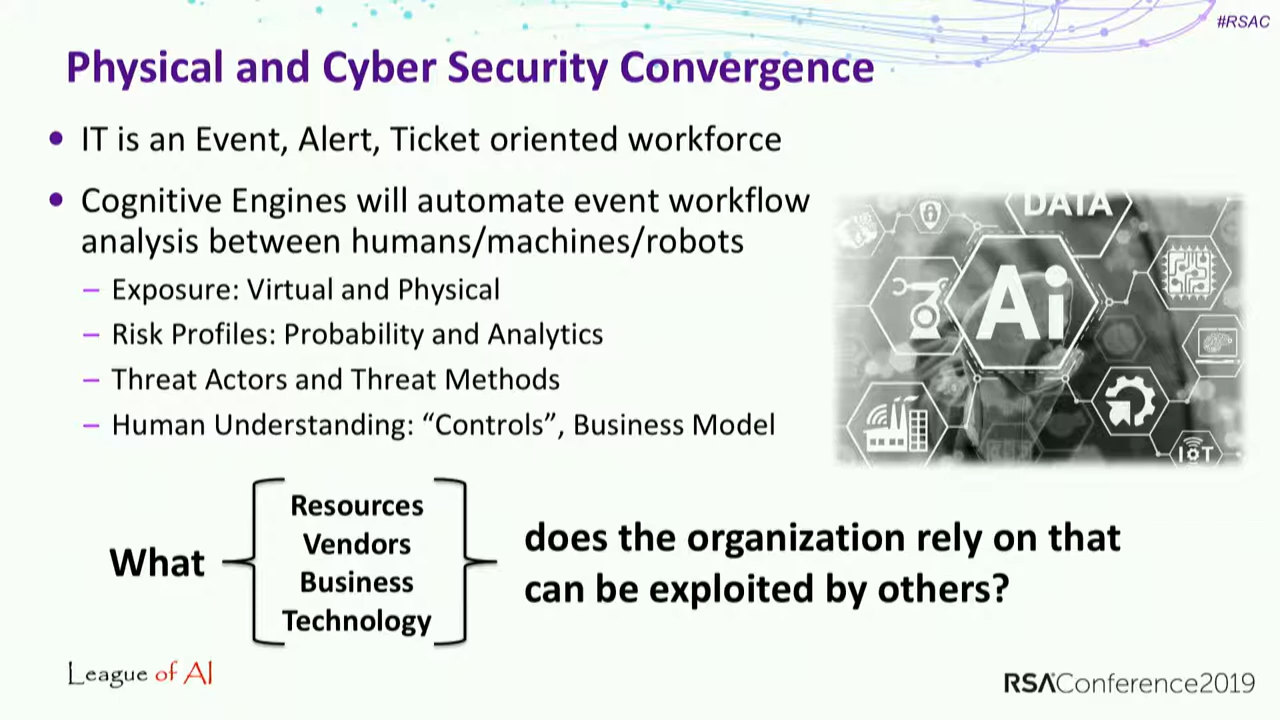 #RSAC
Physical and Cyber Security Convergence
• IT is an Event, Alert, Ticket oriented workforce
• Cognitive Engines will automate event workflow
analysis between humans/machines/robots
– Exposure: Virtual and Physical
– Risk Profiles: Probability and Analytics
– Threat Actors and Threat Methods
– Human Understanding: “Controls”, Business Model
DATA
Ai
IoT
What
Resources
Vendors
Business
Technology
does the organization rely on that
can be exploited by others?
League of AI
RSAConference2019